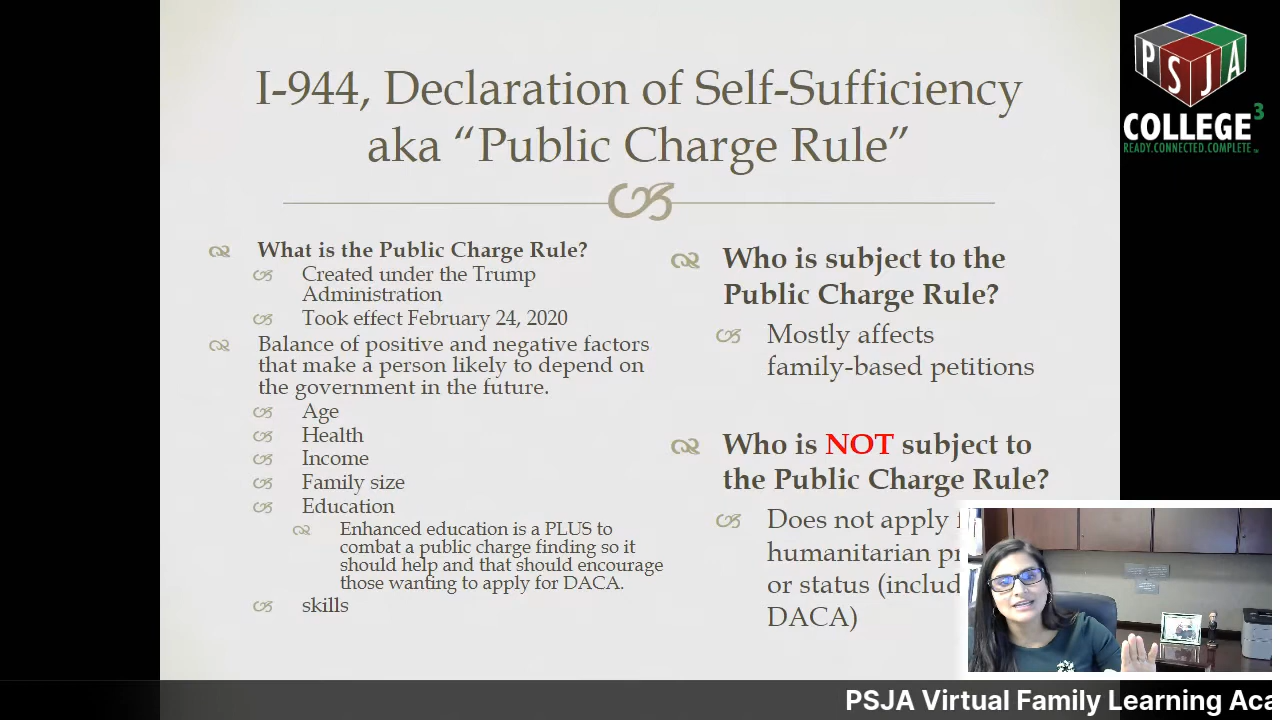 I-944, Declaration of Self-Sufficiency
aka “Public Charge Rule”
What is the Public Charge Rule?
Created under the Trump
Administration
Took effect February 24, 2020
Balance of positive and negative factors
that make a person likely to depend on
the government in the future.
Age
Health
Income
Family size
Education
Enhanced education is a PLUS to
combat a public charge finding so it
should help and that should encourage
those wanting to apply for DACA.
skills
Who is subject to the
Public Charge Rule?
Mostly affects
family-based petitions
Who is NOT subject to
the Public Charge Rule?
Does not apply
humanitarian
or status
DACA)
PSJA
COLLEGE3
READY.CONNECTED.COMPLETE
PSJA Virtual Family Learning